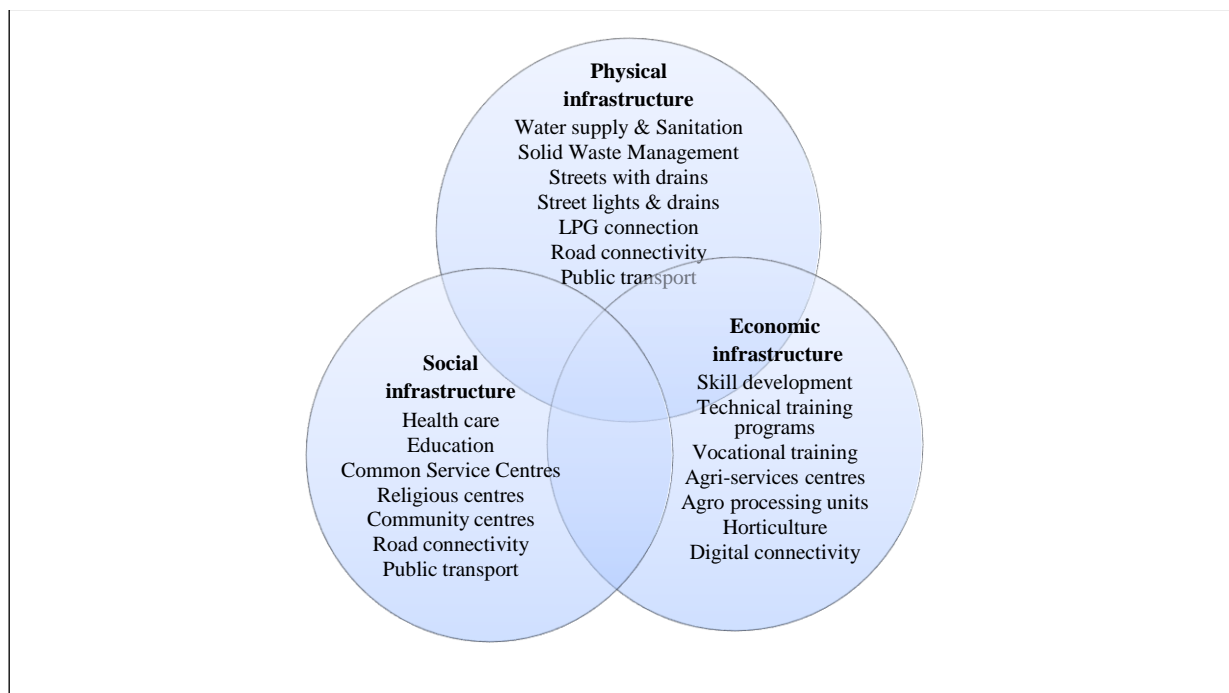 Physical
infrastructure
Water supply & Sanitation
Solid Waste Management
Streets with drains
Street lights & drains
LPG connection
Road connectivity
Public transport
Social
infrastructure
Health care
Education
Common Service Centres
Religious centres
Community centres
Road connectivity
Public transport
Economic
infrastructure
Skill development
Technical training
programs
Vocational training
Agri-services centres
Agro processing units
Horticulture
Digital connectivity